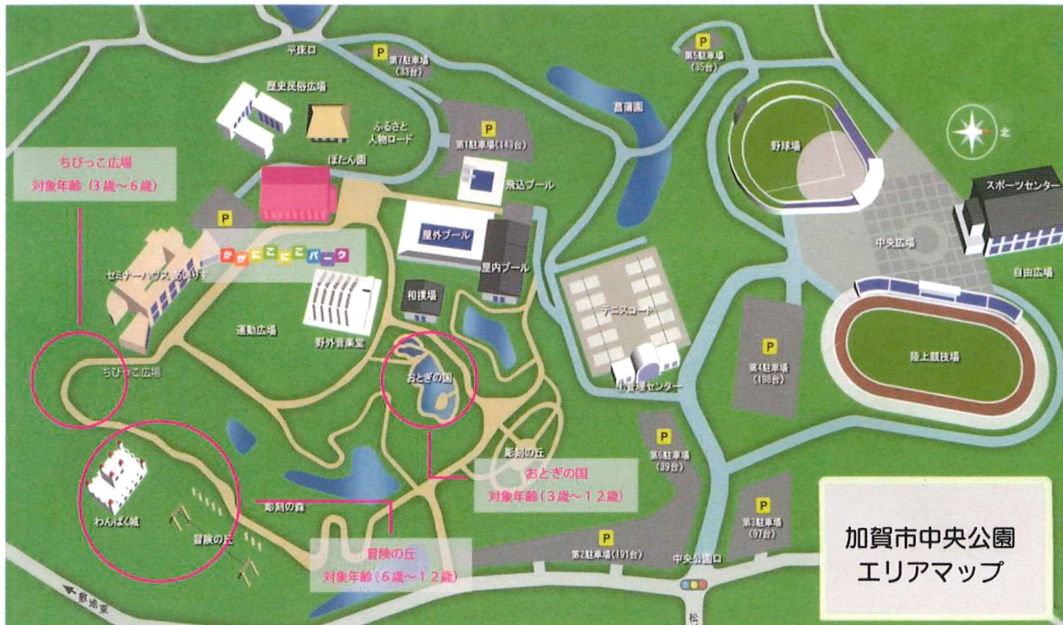 平床口
P
第7駐車場
(33台)
P
第5駐車場
(35台)
歴史民俗広場
ふるさと
人物ロード
ぼたん園
P
第1駐車場(143台)
菖蒲園
野球場
北
スポーツセンター
ちびっこ広場
対象年齢(3歳~6歳)
飛込プール
P
屋外プール
屋内プール
中央広場
自由広場
かがにこにこパーク
セミナーハウス あいりす
相撲場
運動広場
野外音楽堂
テニスコート
管理センター
P
第4駐車場
(198台)
陸上競技場
ちびっこ広場
おとぎの国
P
第6駐車場
(39台)
彫刻の丘
おとぎの国
対象年齢(3歳~12歳)
わんぱく城
冒険の丘
彫刻の森
冒険の丘
対象年齢(6歳~12歳)
P
第2駐車場(191台)
中央公園口
P
第3駐車場
(97台)
加賀市中央公園
エリアマップ
敷地東
松